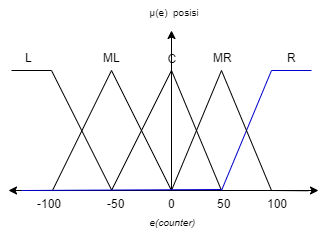 μ(e) posisi
L ML C MR R
-100 -50 0 50 100
e(counter)